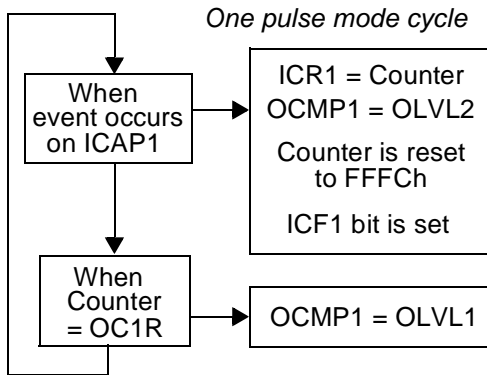 One pulse mode cycle
When
event occurs
on ICAP1
ICR1 = Counter
OCMP1 = OLVL2
Counter is reset
to FFFCh
ICF1 bit is set
When
Counter
= OC1R
OCMP1 = OLVL1